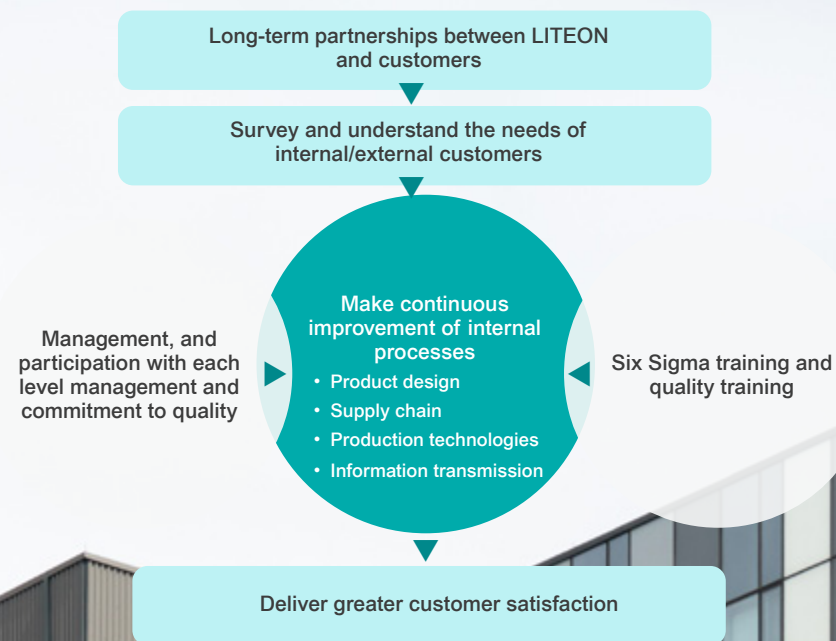 Long-term partnerships between LITEON
and customers
Survey and understand the needs of
internal/external customers
Management, and
participation with each
level management and
commitment to quality
Make continuous
improvement of internal
processes
• Product design
• Supply chain
• Production technologies
• Information transmission
Six Sigma training and
quality training
Deliver greater customer satisfaction